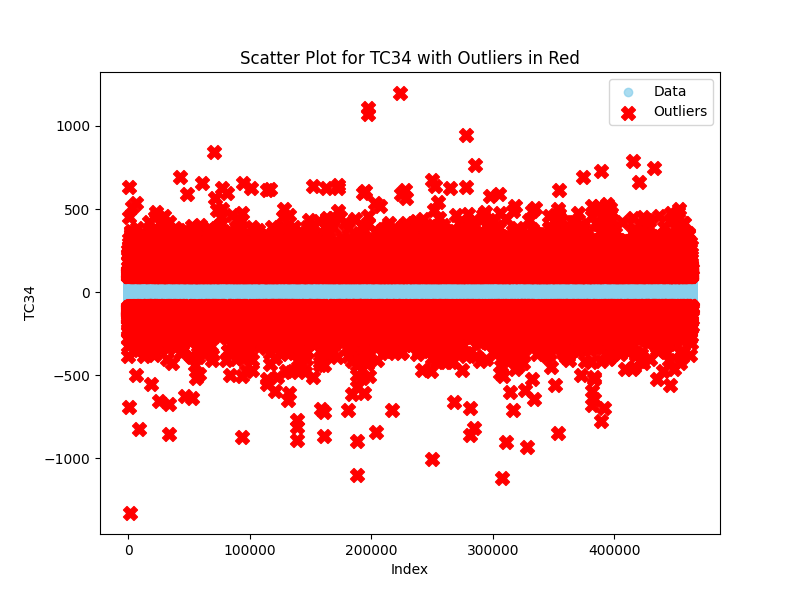 Scatter Plot for TC34 with Outliers in Red
Data
Outliers
1000
500
0
−500
−1000
TC34
0
100000
200000
300000
400000
Index